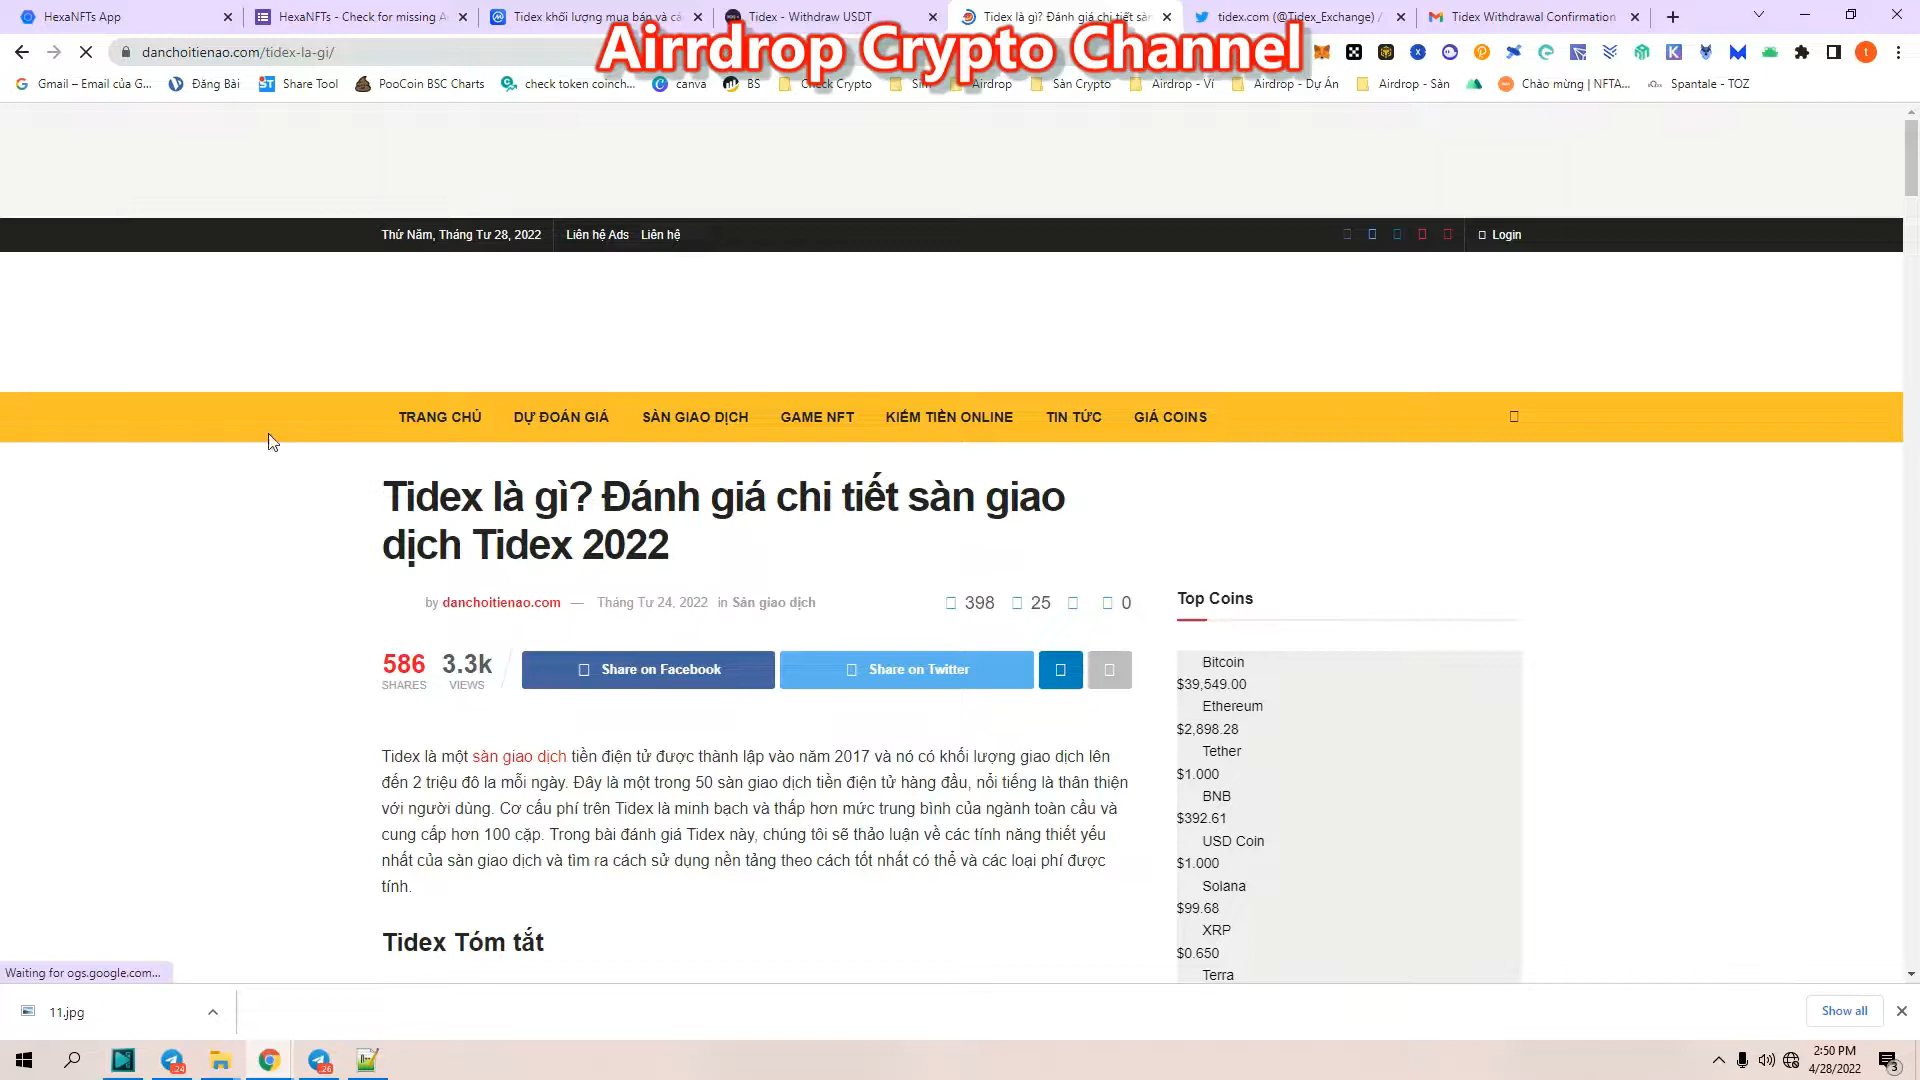 HexaNFTs App
HexaNFTs - Check for missing A
Tidex khối lượng mua bán và cá
Tidex - Withdraw USDT
Tidex là gì? Đánh giá chi tiết sàn
tidex.com (@Tidex_Exchange) /
Tidex Withdrawal Confirmation
danchoitienao.com/tidex-la-gi/
Airrdrop Crypto Channel
Gmail – Email của G...
Đăng Bài
Share Tool
PooCoin BSC Charts
check token coinch...
canva
BS
Check Crypto
Airdrop
Sàn Crypto
Airdrop - Ví
Airdrop - Dự Án
Airdrop - Sàn
Chào mừng | NFTA...
Spantale - TOZ
Thứ Năm, Tháng Tư 28, 2022
Liên hệ Ads
Liên hệ
Login
TRANG CHỦ
DỰ ĐOÁN GIÁ
SÀN GIAO DỊCH
GAME NFT
KIẾM TIỀN ONLINE
TIN TỨC
GIÁ COINS
Tidex là gì? Đánh giá chi tiết sàn giao
dịch Tidex 2022
by danchoitienao.com — Tháng Tư 24, 2022 in Sàn giao dịch
398 25 0
586
SHARES
3.3k
VIEWS
Share on Facebook
Share on Twitter
Tidex là một sàn giao dịch tiền điện tử được thành lập vào năm 2017 và nó có khối lượng giao dịch lên
đến 2 triệu đô la mỗi ngày. Đây là một trong 50 sàn giao dịch tiền điện tử hàng đầu, nổi tiếng là thân thiện
với người dùng. Cơ cấu phí trên Tidex là minh bạch và thấp hơn mức trung bình của ngành toàn cầu và
cung cấp hơn 100 cặp. Trong bài đánh giá Tidex này, chúng tôi sẽ thảo luận về các tính năng thiết yếu
nhất của sàn giao dịch và tìm ra cách sử dụng nền tảng theo cách tốt nhất có thể và các loại phí được
tính.
Tidex Tóm tắt
Top Coins
Bitcoin
$39,549.00
Ethereum
$2,898.28
Tether
$1.000
BNB
$392.61
USD Coin
$1.000
Solana
$99.68
XRP
$0.650
Terra
Waiting for ogs.google.com...
11.jpg
Show all
24
26
2:50 PM
4/28/2022
3